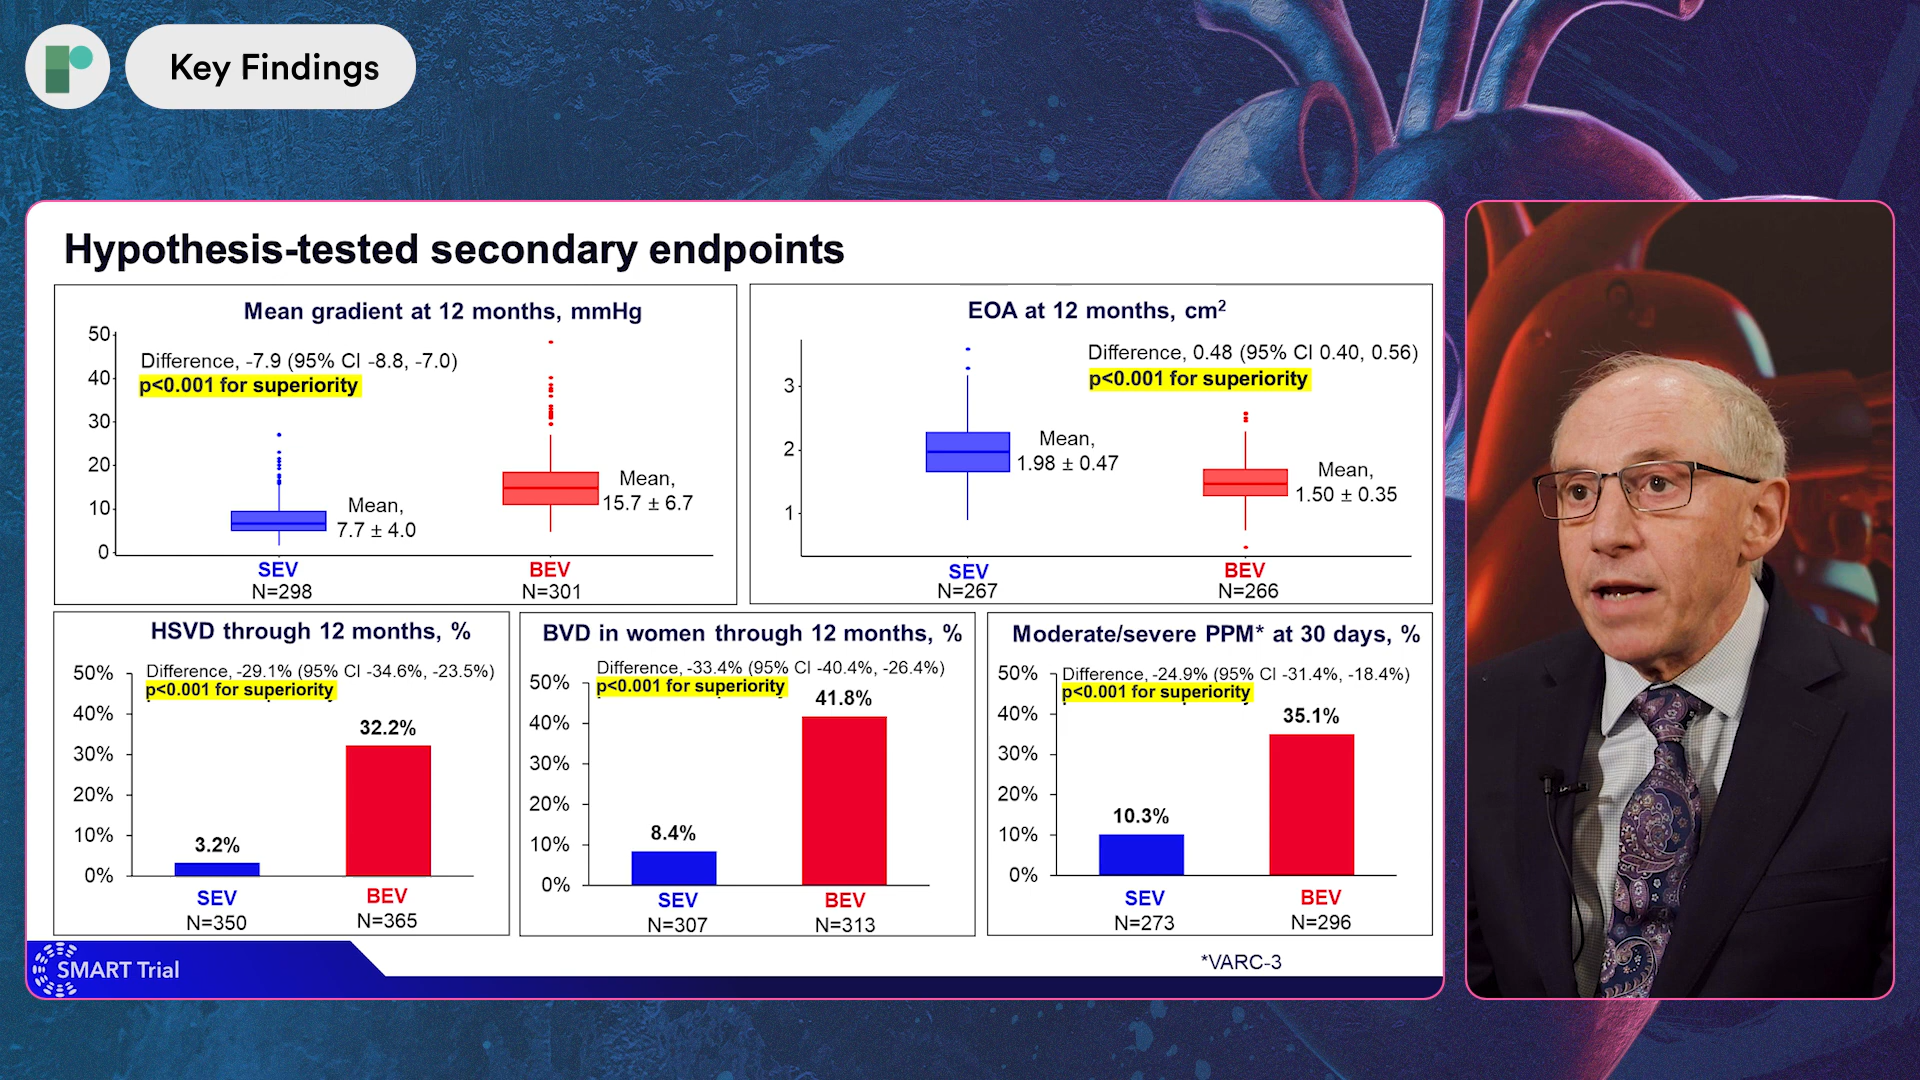 Key Findings
Hypothesis-tested secondary endpoints
Mean gradient at 12 months, mmHg
50
40
30
20
10
0
Difference, -7.9 (95% CI -8.8, -7.0)
p<0.001 for superiority
Mean,
7.7 ± 4.0
Mean,
15.7 ± 6.7
SEV
N=298
BEV
N=301
EOA at 12 months, cm²
3
2
1
Difference, 0.48 (95% CI 0.40, 0.56)
p<0.001 for superiority
Mean,
1.98 ± 0.47
Mean,
1.50 ± 0.35
SEV
N=267
BEV
N=266
HSVD through 12 months, %
Difference, -29.1% (95% CI -34.6%, -23.5%)
p<0.001 for superiority
50%
40%
30%
20%
10%
0%
3.2%
32.2%
SEV
N=350
BEV
N=365
BVD in women through 12 months, %
Difference, -33.4% (95% CI -40.4%, -26.4%)
p<0.001 for superiority
50%
40%
30%
20%
10%
0%
8.4%
41.8%
SEV
N=307
BEV
N=313
Moderate/severe PPM* at 30 days, %
Difference, -24.9% (95% CI -31.4%, -18.4%)
p<0.001 for superiority
50%
40%
30%
20%
10%
0%
10.3%
35.1%
SEV
N=273
BEV
N=296
SMART Trial
*VARC-3